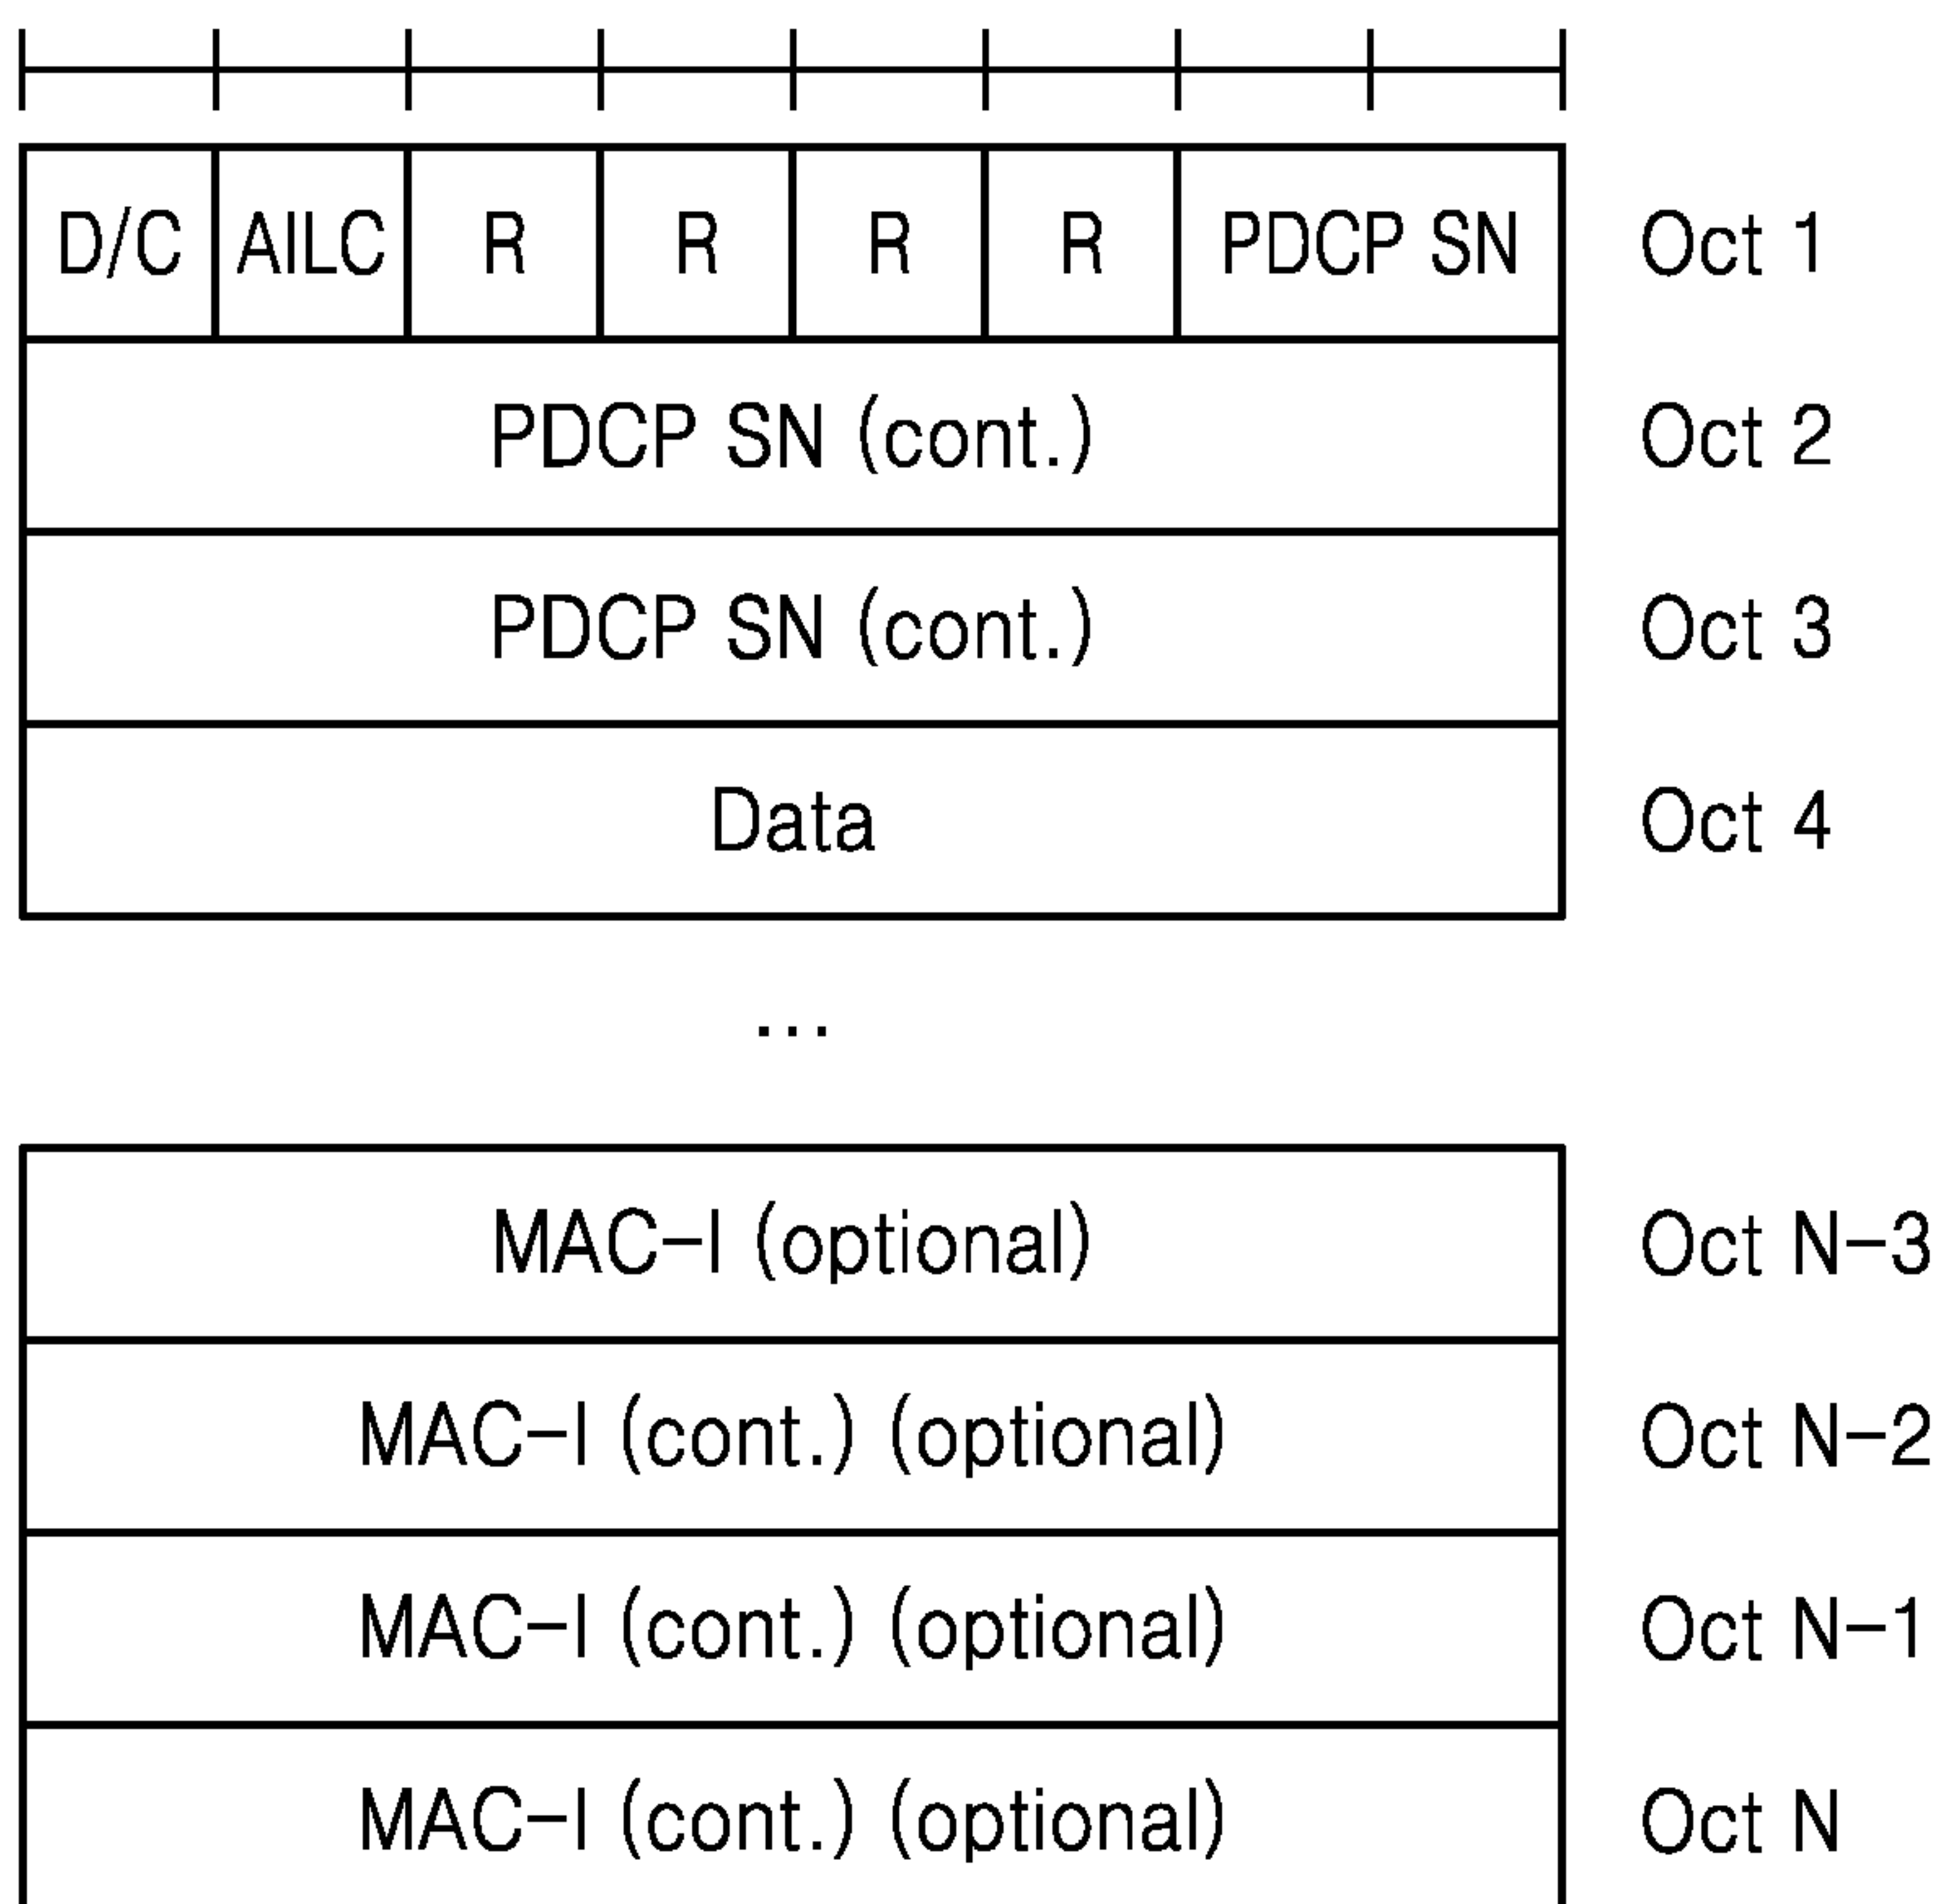 D/C AILC R R R R PDCP SN Oct 1
PDCP SN (cont.) Oct 2
PDCP SN (cont.) Oct 3
Data Oct 4
...
MAC-I (optional) Oct N-3
MAC-I (cont.) (optional) Oct N-2
MAC-I (cont.) (optional) Oct N-1
MAC-I (cont.) (optional) Oct N